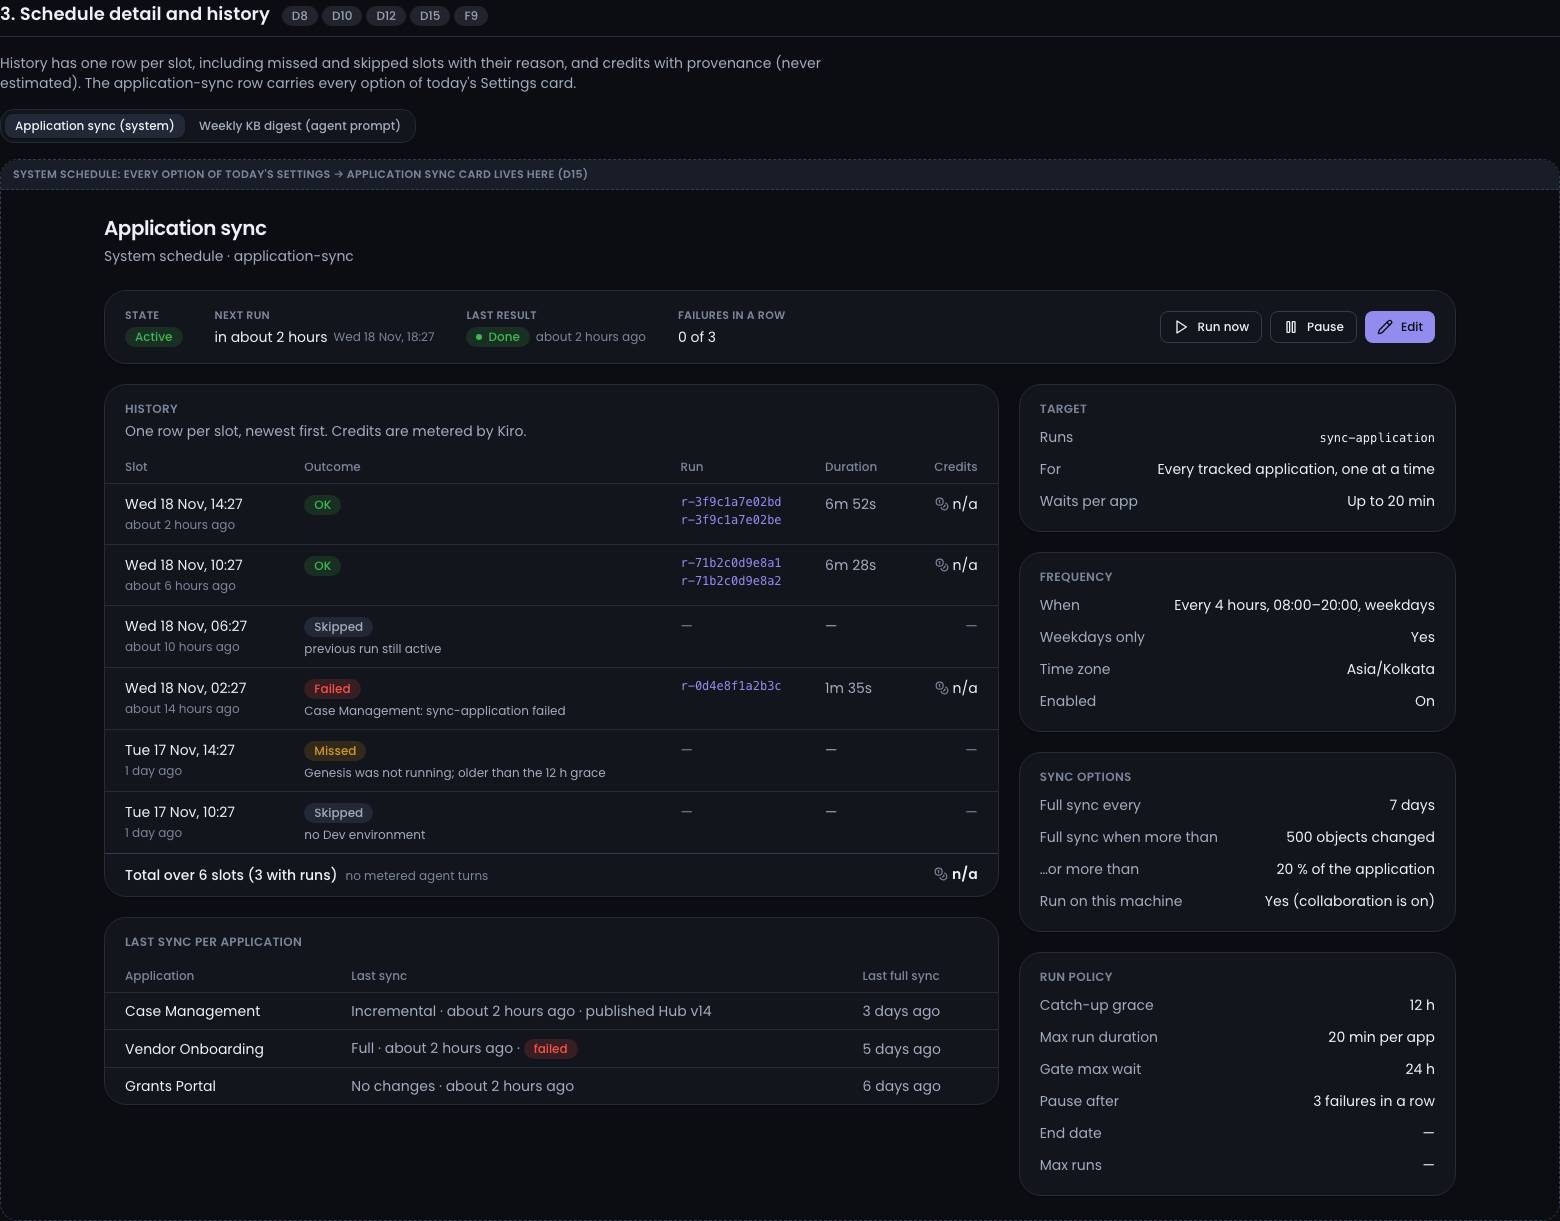 3. Schedule detail and history D8 D10 D12 D15 F9
History has one row per slot, including missed and skipped slots with their reason, and credits with provenance (never
estimated). The application-sync row carries every option of today's Settings card.
Application sync (system) Weekly KB digest (agent prompt)
SYSTEM SCHEDULE: EVERY OPTION OF TODAY'S SETTINGS → APPLICATION SYNC CARD LIVES HERE (D15)
Application sync
System schedule · application-sync
STATE NEXT RUN LAST RESULT FAILURES IN A ROW
Active in about 2 hours Wed 18 Nov, 18:27 Done about 2 hours ago 0 of 3
Run now Pause Edit
HISTORY
One row per slot, newest first. Credits are metered by Kiro.
Slot Outcome Run Duration Credits
Wed 18 Nov, 14:27 OK r-3f9c1a7e02bd 6m 52s n/a
about 2 hours ago r-3f9c1a7e02be
Wed 18 Nov, 10:27 OK r-71b2c0d9e8a1 6m 28s n/a
about 6 hours ago r-71b2c0d9e8a2
Wed 18 Nov, 06:27 Skipped — — —
about 10 hours ago previous run still active
Wed 18 Nov, 02:27 Failed r-0d4e8f1a2b3c 1m 35s n/a
about 14 hours ago Case Management: sync-application failed
Tue 17 Nov, 14:27 Missed — — —
1 day ago Genesis was not running; older than the 12 h grace
Tue 17 Nov, 10:27 Skipped — — —
1 day ago no Dev environment
Total over 6 slots (3 with runs) no metered agent turns n/a
LAST SYNC PER APPLICATION
Application Last sync Last full sync
Case Management Incremental · about 2 hours ago · published Hub v14 3 days ago
Vendor Onboarding Full · about 2 hours ago · failed 5 days ago
Grants Portal No changes · about 2 hours ago 6 days ago
TARGET
Runs sync-application
For Every tracked application, one at a time
Waits per app Up to 20 min
FREQUENCY
When Every 4 hours, 08:00–20:00, weekdays
Weekdays only Yes
Time zone Asia/Kolkata
Enabled On
SYNC OPTIONS
Full sync every 7 days
Full sync when more than 500 objects changed
…or more than 20 % of the application
Run on this machine Yes (collaboration is on)
RUN POLICY
Catch-up grace 12 h
Max run duration 20 min per app
Gate max wait 24 h
Pause after 3 failures in a row
End date —
Max runs —